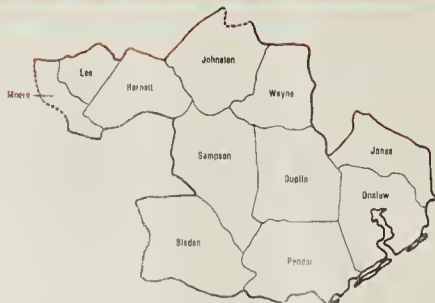 Johnston
Lee
Harnett
Moore
Wayne
Sampson
Duplin
Jones
Onslow
Bladen
Pender